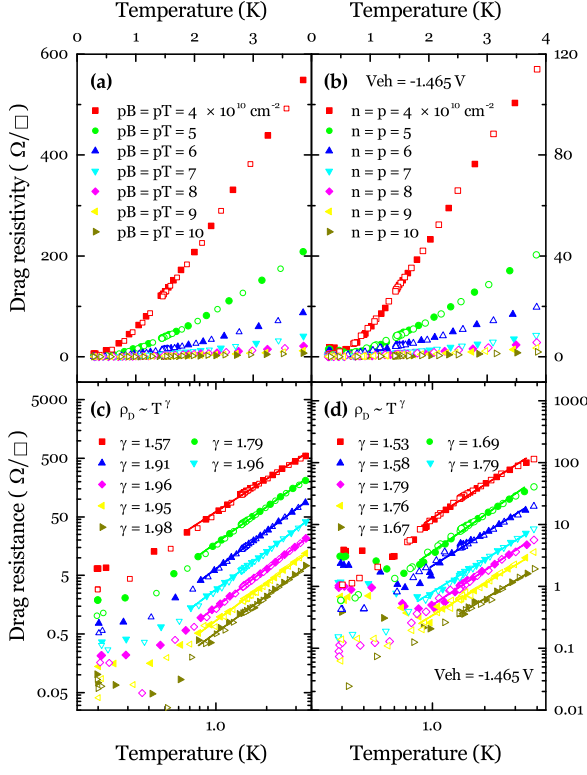 Temperature (K)
Temperature (K)
0 1 2 3 4
0 1 2 3 4
600
400
200
0
Drag resistivity ( Ω/□ )
(a)
pB = pT = 4 × 10¹⁰ cm⁻²
pB = pT = 5
pB = pT = 6
pB = pT = 7
pB = pT = 8
pB = pT = 9
pB = pT = 10
(b) Veh = -1.465 V
n = p = 4 × 10¹⁰ cm⁻²
n = p = 5
n = p = 6
n = p = 7
n = p = 8
n = p = 9
n = p = 10
120
80
40
0
5000
500
50
5
0.5
0.05
Drag resistance ( Ω/□ )
(c) ρD ~ T^γ
γ = 1.57 γ = 1.79
γ = 1.91 γ = 1.96
γ = 1.96
γ = 1.95
γ = 1.98
(d) ρD ~ T^γ
γ = 1.53 γ = 1.69
γ = 1.58 γ = 1.79
γ = 1.79
γ = 1.76
γ = 1.67
Veh = -1.465 V
1000
100
10
1
0.1
0.01
1.0
1.0
Temperature (K)
Temperature (K)